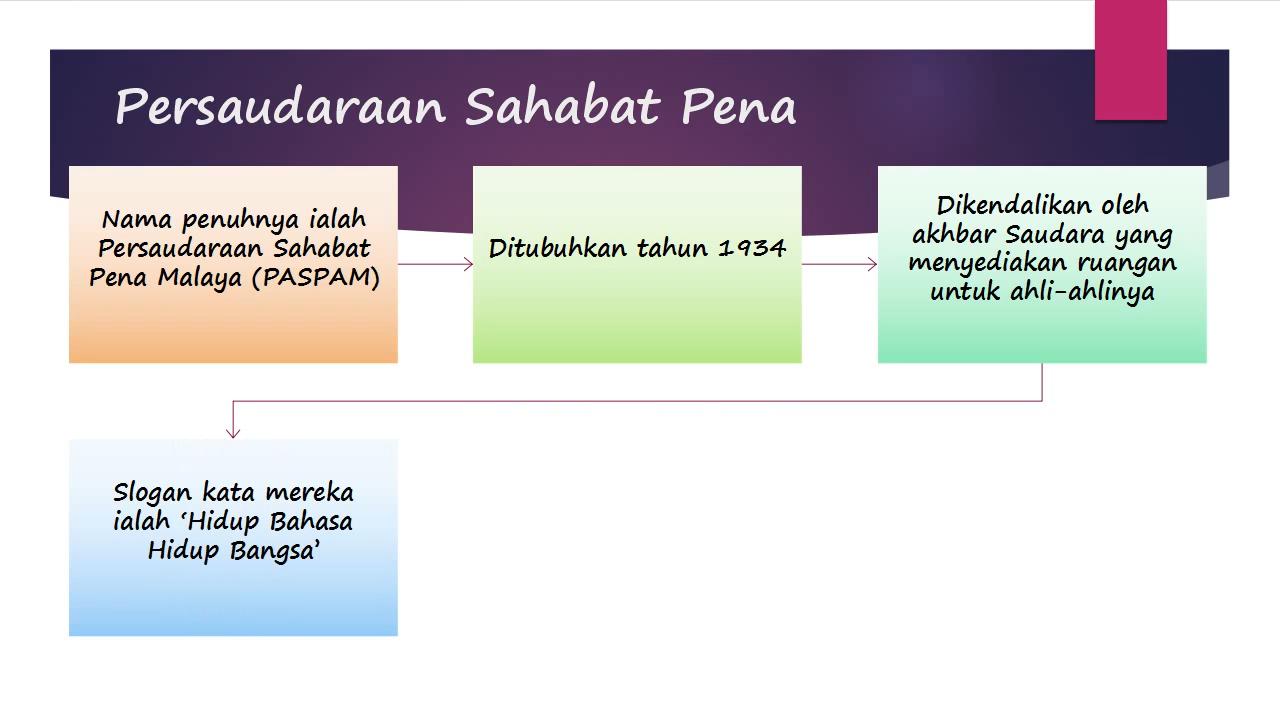 Persaudaraan Sahabat Pena
Nama penuhnya ialah
Persaudaraan Sahabat
Pena Malaya (PASPAM)
Ditubuhkan tahun 1934
Dikendalikan oleh
akhbar Saudara yang
menyediakan ruangan
untuk ahli-ahlinya
Slogan kata mereka
ialah ‘Hidup Bahasa
Hidup Bangsa’